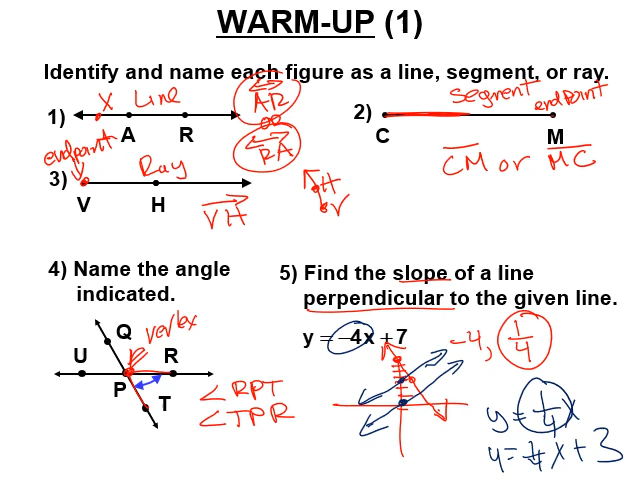 WARM-UP (1)
Identify and name each figure as a line, segment, or ray.
1) X Line AR
A R or
RA
2) segment endpoint
C M
CM or MC
endpoint
3) Ray
V H VH
H
V
4) Name the angle
indicated.
Q vertex
U R
P T
<RPT
<TPR
5) Find the slope of a line
perpendicular to the given line.
y = -4x + 7 -4, 1/4
y = 1/4 x
y = 1/4 x + 3